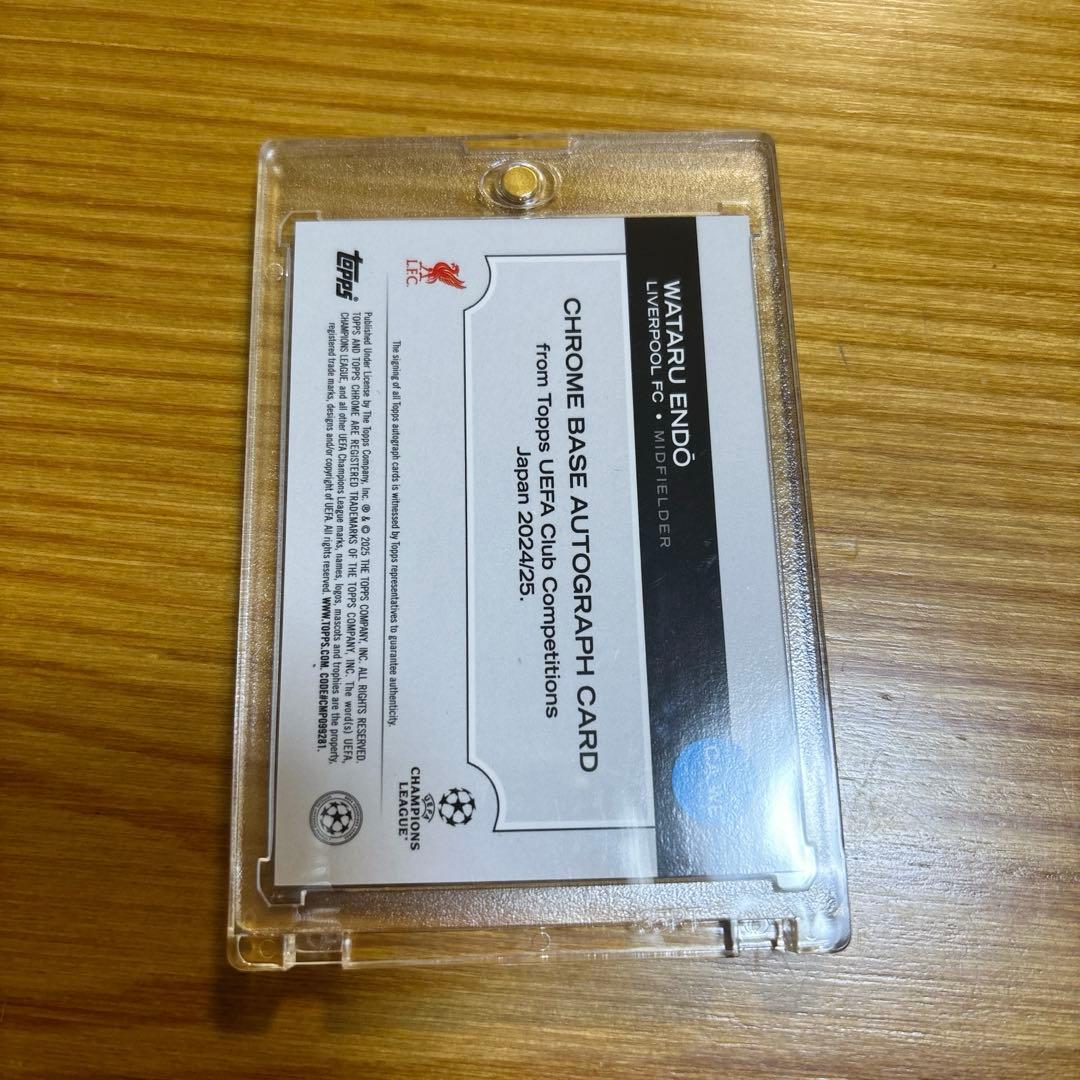 WATARU ENDŌ
LIVERPOOL FC • MIDFIELDER
CHROME BASE AUTOGRAPH CARD
from Topps UEFA Club Competitions
Japan 2024/25.
L.F.C.
UEFA
CHAMPIONS
LEAGUE®
The signing of all Topps autograph cards is witnessed by Topps representatives to guarantee authenticity.
topps®
Published Under License by The Topps Company, Inc. ® & © 2025 THE TOPPS COMPANY, INC. ALL RIGHTS RESERVED.
TOPPS AND TOPPS CHROME ARE REGISTERED TRADEMARKS OF THE TOPPS COMPANY, INC. The word(s) UEFA,
CHAMPIONS LEAGUE, and all other UEFA Champions League marks, names, logos, mascots and trophies are the property,
registered trade marks, designs and/or copyright of UEFA. All rights reserved. WWW.TOPPS.COM. CODE#CMP099281.